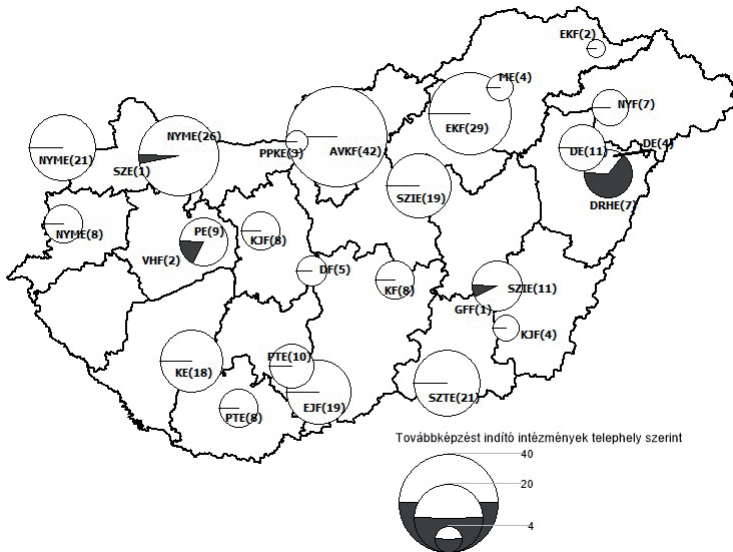 EKF(2)
ME(4)
NYF(7)
NYME(26)
EKF(29)
DE(4)
NYME(21)
SZE(1)
PPKE(3)
AVKF(42)
DE(11)
SZIE(19)
DRHE(7)
NYME(8)
PE(9)
KJF(8)
VHF(2)
DF(5)
KF(8)
SZIE(11)
GFF(1)
KJF(4)
PTE(10)
KE(18)
SZTE(21)
EJF(19)
PTE(8)
Továbbképzést indító intézmények telephely szerint
40
20
4